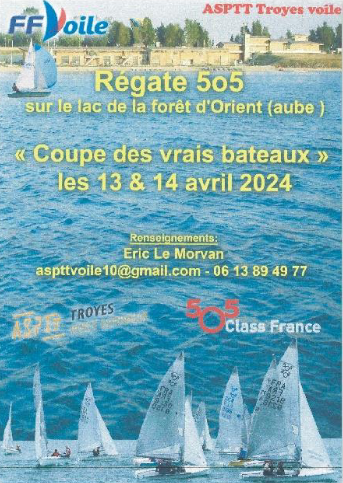 FFVoile
ASPTT Troyes voile
Régate 5o5
sur le lac de la forêt d'Orient (aube )
« Coupe des vrais bateaux »
les 13 & 14 avril 2024
Renseignements:
Eric Le Morvan
aspttvoile10@gmail.com - 06 13 89 49 77
ASPTT TROYES
5O5
Class France